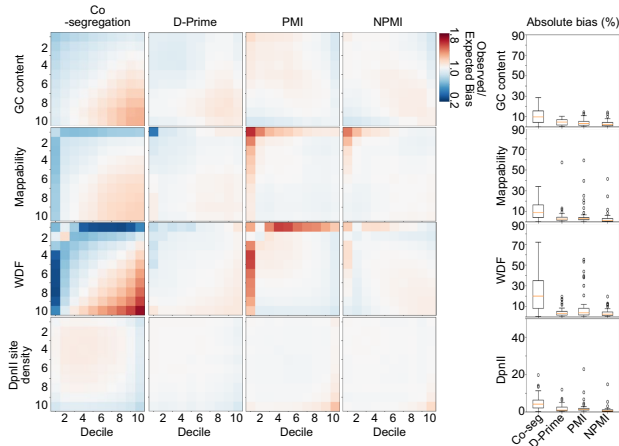 Co
-segregation
D-Prime
PMI
NPMI
Observed/
Expected Bias
1.8
1.0
0.2
Absolute bias (%)
GC content
2
4
6
8
10
Mappability
2
4
6
8
10
WDF
2
4
6
8
10
DpnII site
density
2
4
6
8
10
2 4 6 8 10
2 4 6 8 10
2 4 6 8 10
2 4 6 8 10
Decile
Decile
Decile
Decile
GC content
90
70
50
30
10
Mappability
90
70
50
30
10
WDF
90
70
50
30
10
DpnII
40
20
0
Co-seg
D-Prime
PMI
NPMI